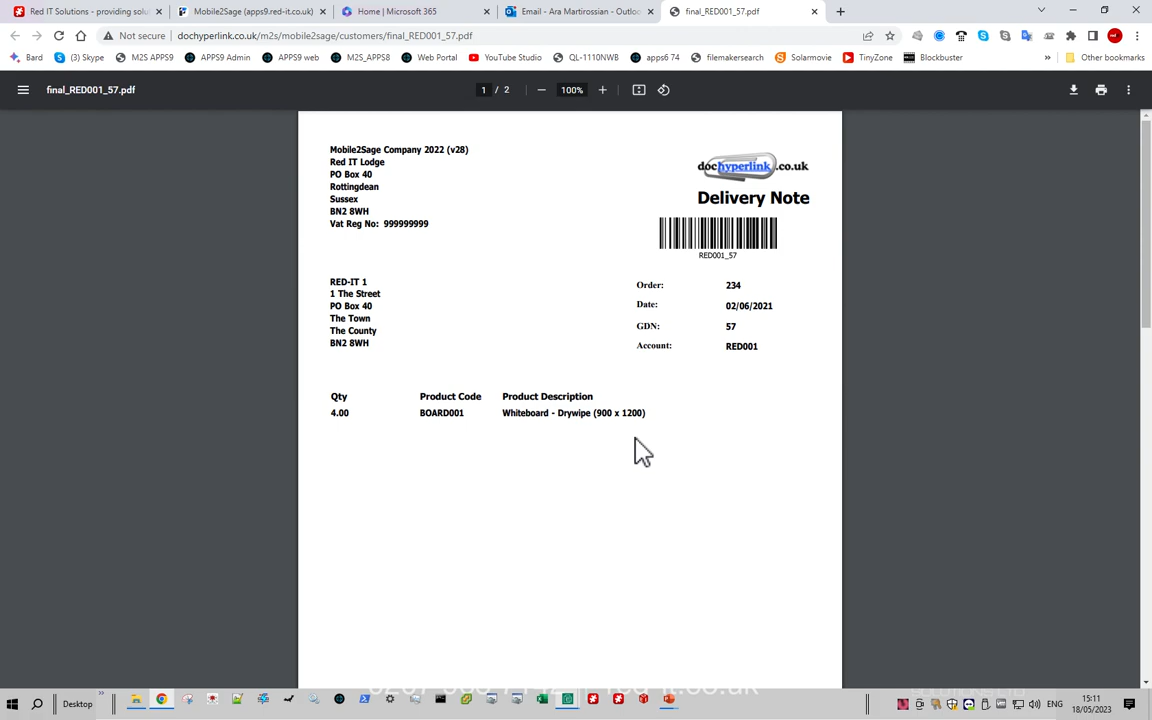 Red IT Solutions - providing solu
Mobile2Sage (apps9.red-it.co.uk)
Home | Microsoft 365
Email - Ara Martirossian - Outloo
final_RED001_57.pdf
Not secure
dochyperlink.co.uk/m2s/mobile2sage/customers/final_RED001_57.pdf
Bard
(3) Skype
M2S APPS9
APPS9 Admin
APPS9 web
M2S_APPS8
Web Portal
YouTube Studio
QL-1110NWB
apps6 74
filemakersearch
Solarmovie
TinyZone
Blockbuster
»
Other bookmarks
final_RED001_57.pdf
1 / 2
100%
Mobile2Sage Company 2022 (v28)
Red IT Lodge
PO Box 40
Rottingdean
Sussex
BN2 8WH
Vat Reg No: 999999999
dochyperlink.co.uk
Delivery Note
RED001_57
RED-IT 1
1 The Street
PO Box 40
The Town
The County
BN2 8WH
Order: 234
Date: 02/06/2021
GDN: 57
Account: RED001
Qty Product Code Product Description
4.00 BOARD001 Whiteboard - Drywipe (900 x 1200)
Desktop
ENG
15:11
18/05/2023